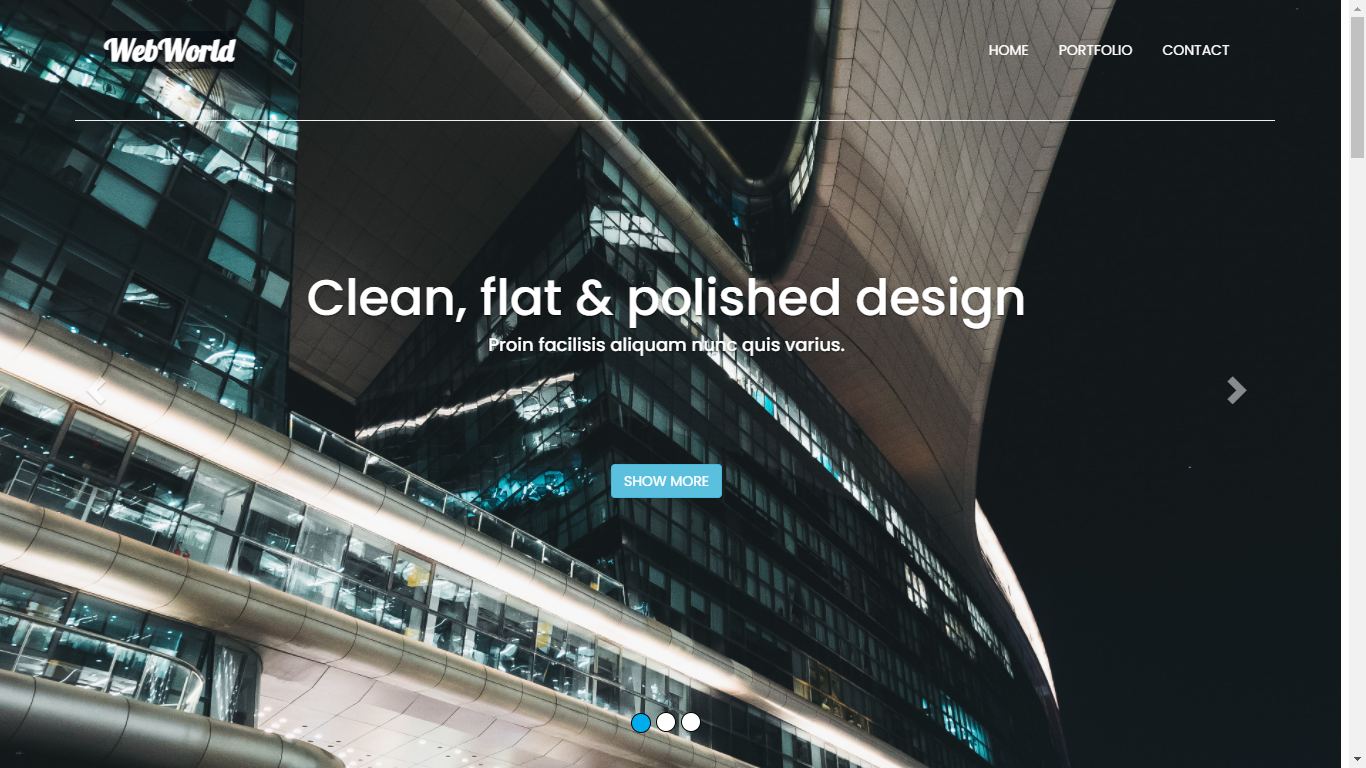 WebWorld
HOME PORTFOLIO CONTACT
Clean, flat & polished design
Proin facilisis aliquam nunc quis varius.
SHOW MORE